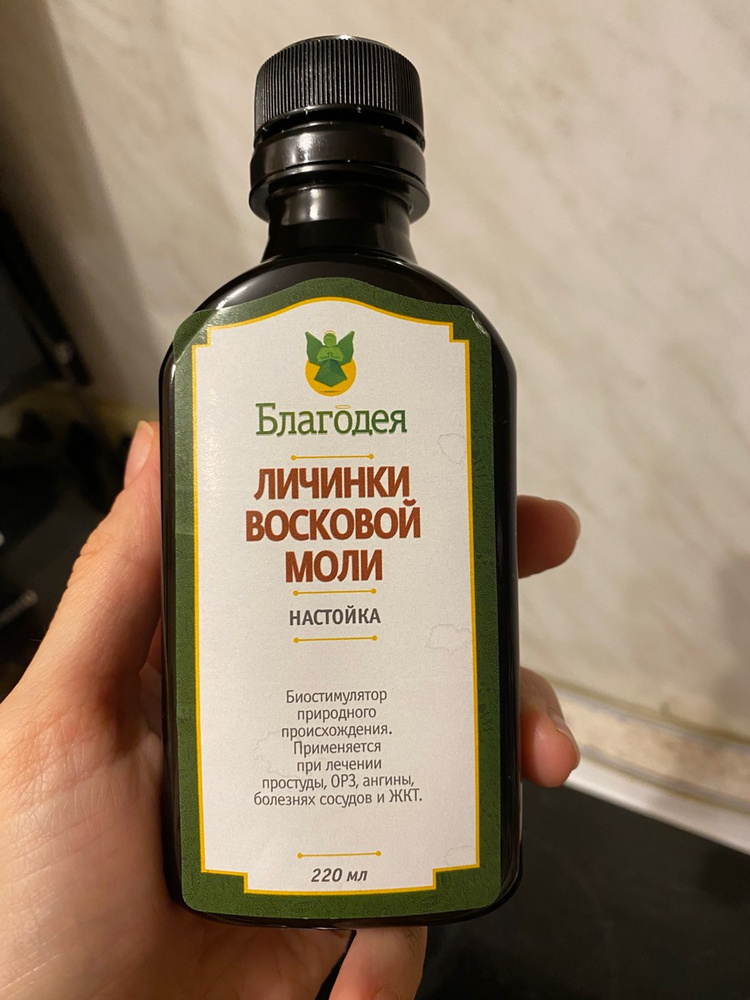 Благодея
ЛИЧИНКИ
ВОСКОВОЙ
МОЛИ
НАСТОЙКА
Биостимулятор
природного
происхождения.
Применяется
при лечении
простуды, ОРЗ, ангины,
болезнях сосудов и ЖКТ.
220 мл